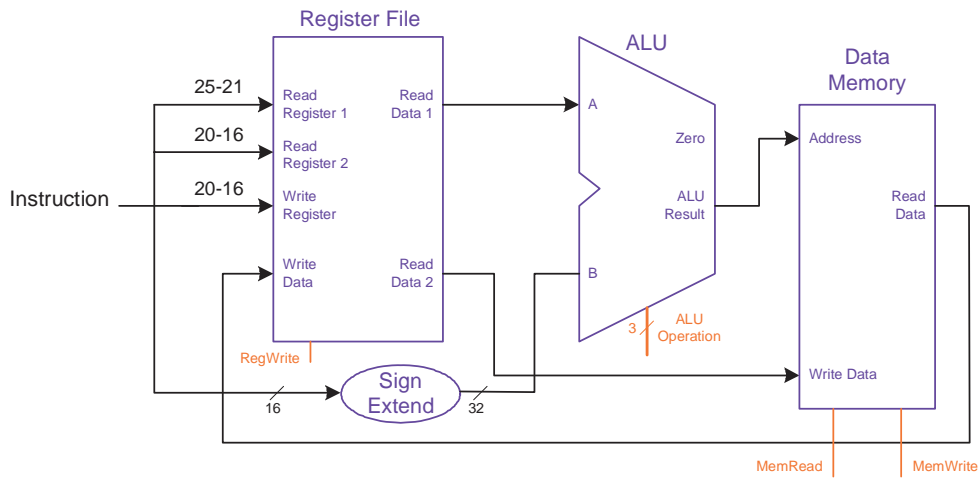 Register File
ALU
Data
Memory
25-21
Read
Register 1
Read
Data 1
A
20-16
Read
Register 2
Zero
Address
Instruction
20-16
Write
Register
ALU
Result
Read
Data
Write
Data
Read
Data 2
B
3
ALU
Operation
RegWrite
16
Sign
Extend
32
Write Data
MemRead
MemWrite